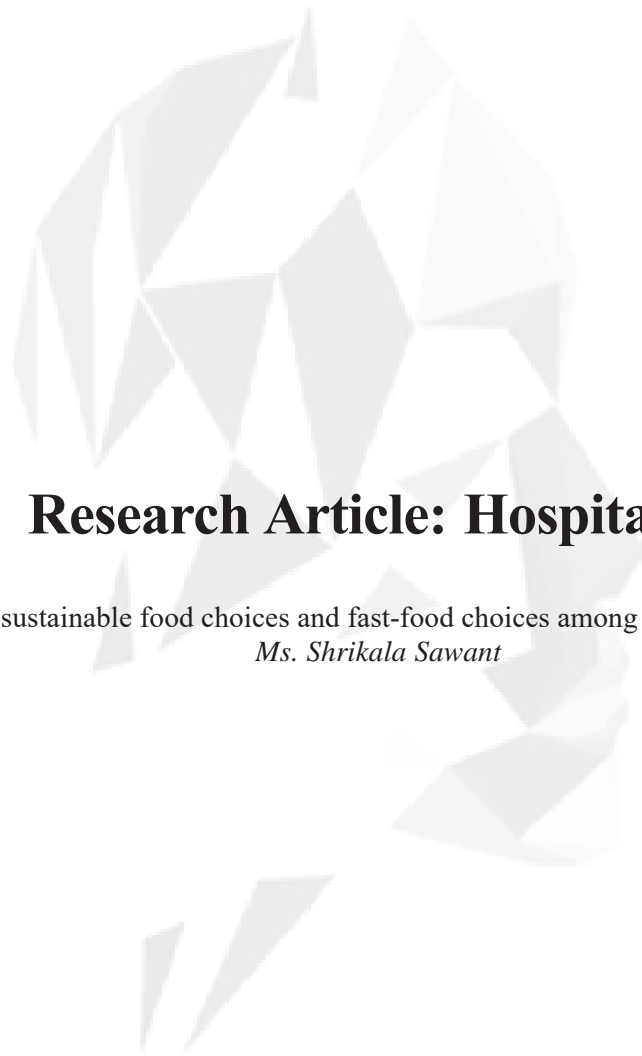 Research Article: Hospita
sustainable food choices and fast-food choices among
Ms. Shrikala Sawant